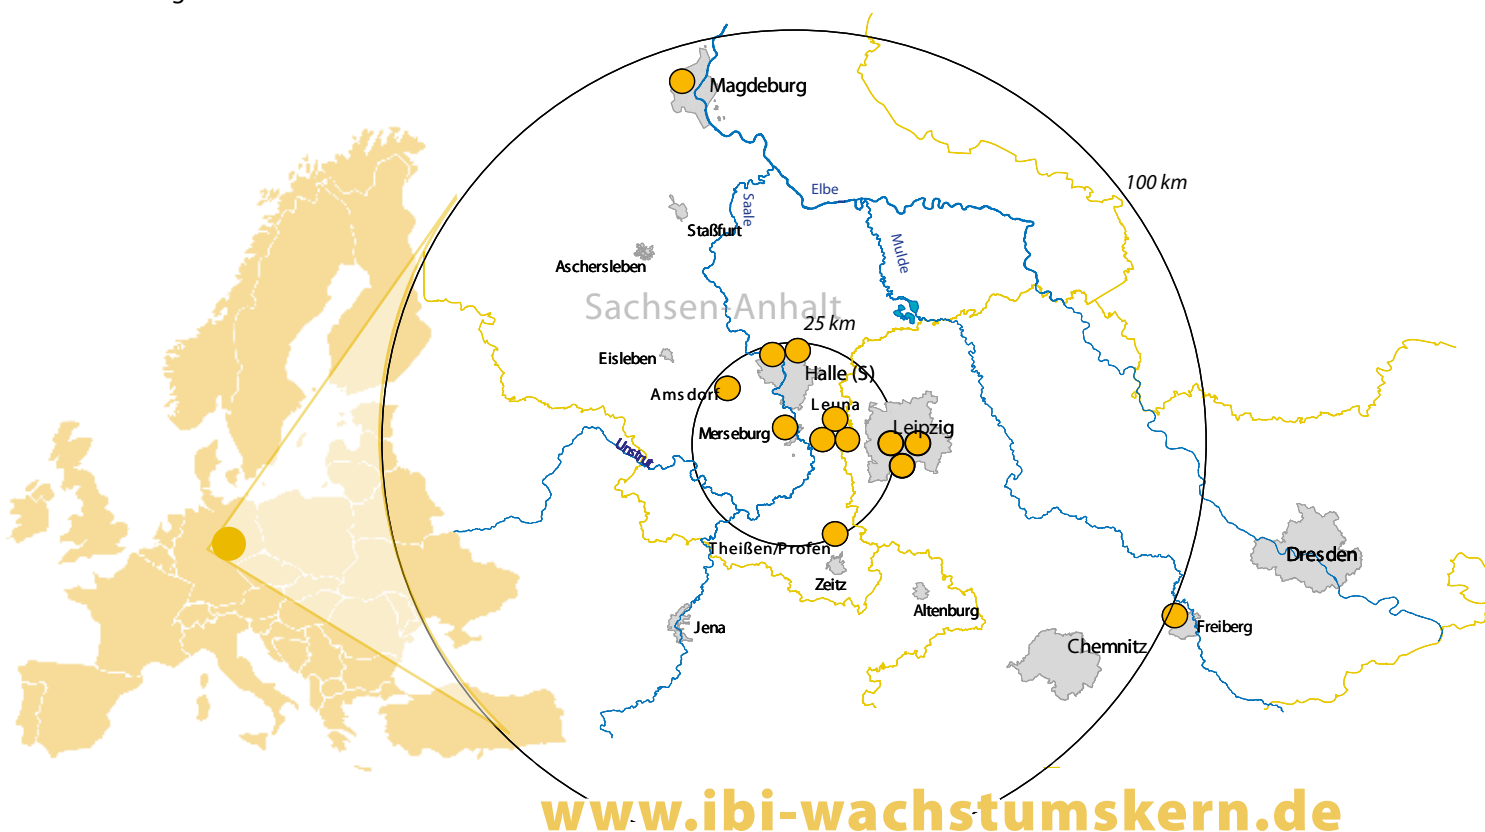 Magdeburg
100 km
Elbe
Saale
Staßfurt
Mulde
Aschersleben
Sachsen-Anhalt
25 km
Eisleben
Halle (S)
Amsdorf
Leuna
Merseburg
Leipzig
Unstrut
Theißen/Profen
Dresden
Zeitz
Altenburg
Jena
Freiberg
Chemnitz
www.ibi-wachstumskern.de